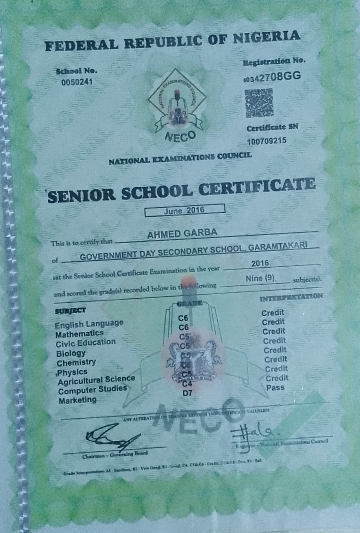 FEDERAL REPUBLIC OF NIGERIA
School No.
0050241
Registration No.
342708GG
NECO
Certificate SN
100709215
NATIONAL EXAMINATIONS COUNCIL
SENIOR SCHOOL CERTIFICATE
June 2016
This is to certify that AHMED GARBA
of GOVERNMENT DAY SECONDARY SCHOOL, GARAMTAKARI
sat the Senior School Certificate Examination in the year 2016
and scored the grade(s) recorded below in the following Nine (9) subject(s).
SUBJECT GRADE INTERPRETATION
English Language C6 Credit
Mathematics C6 Credit
Civic Education Credit
Biology Credit
Chemistry Credit
Physics Credit
Agricultural Science Credit
Computer Studies C4 Credit
Marketing D7 Pass
NECO
Chairman - Governing Board